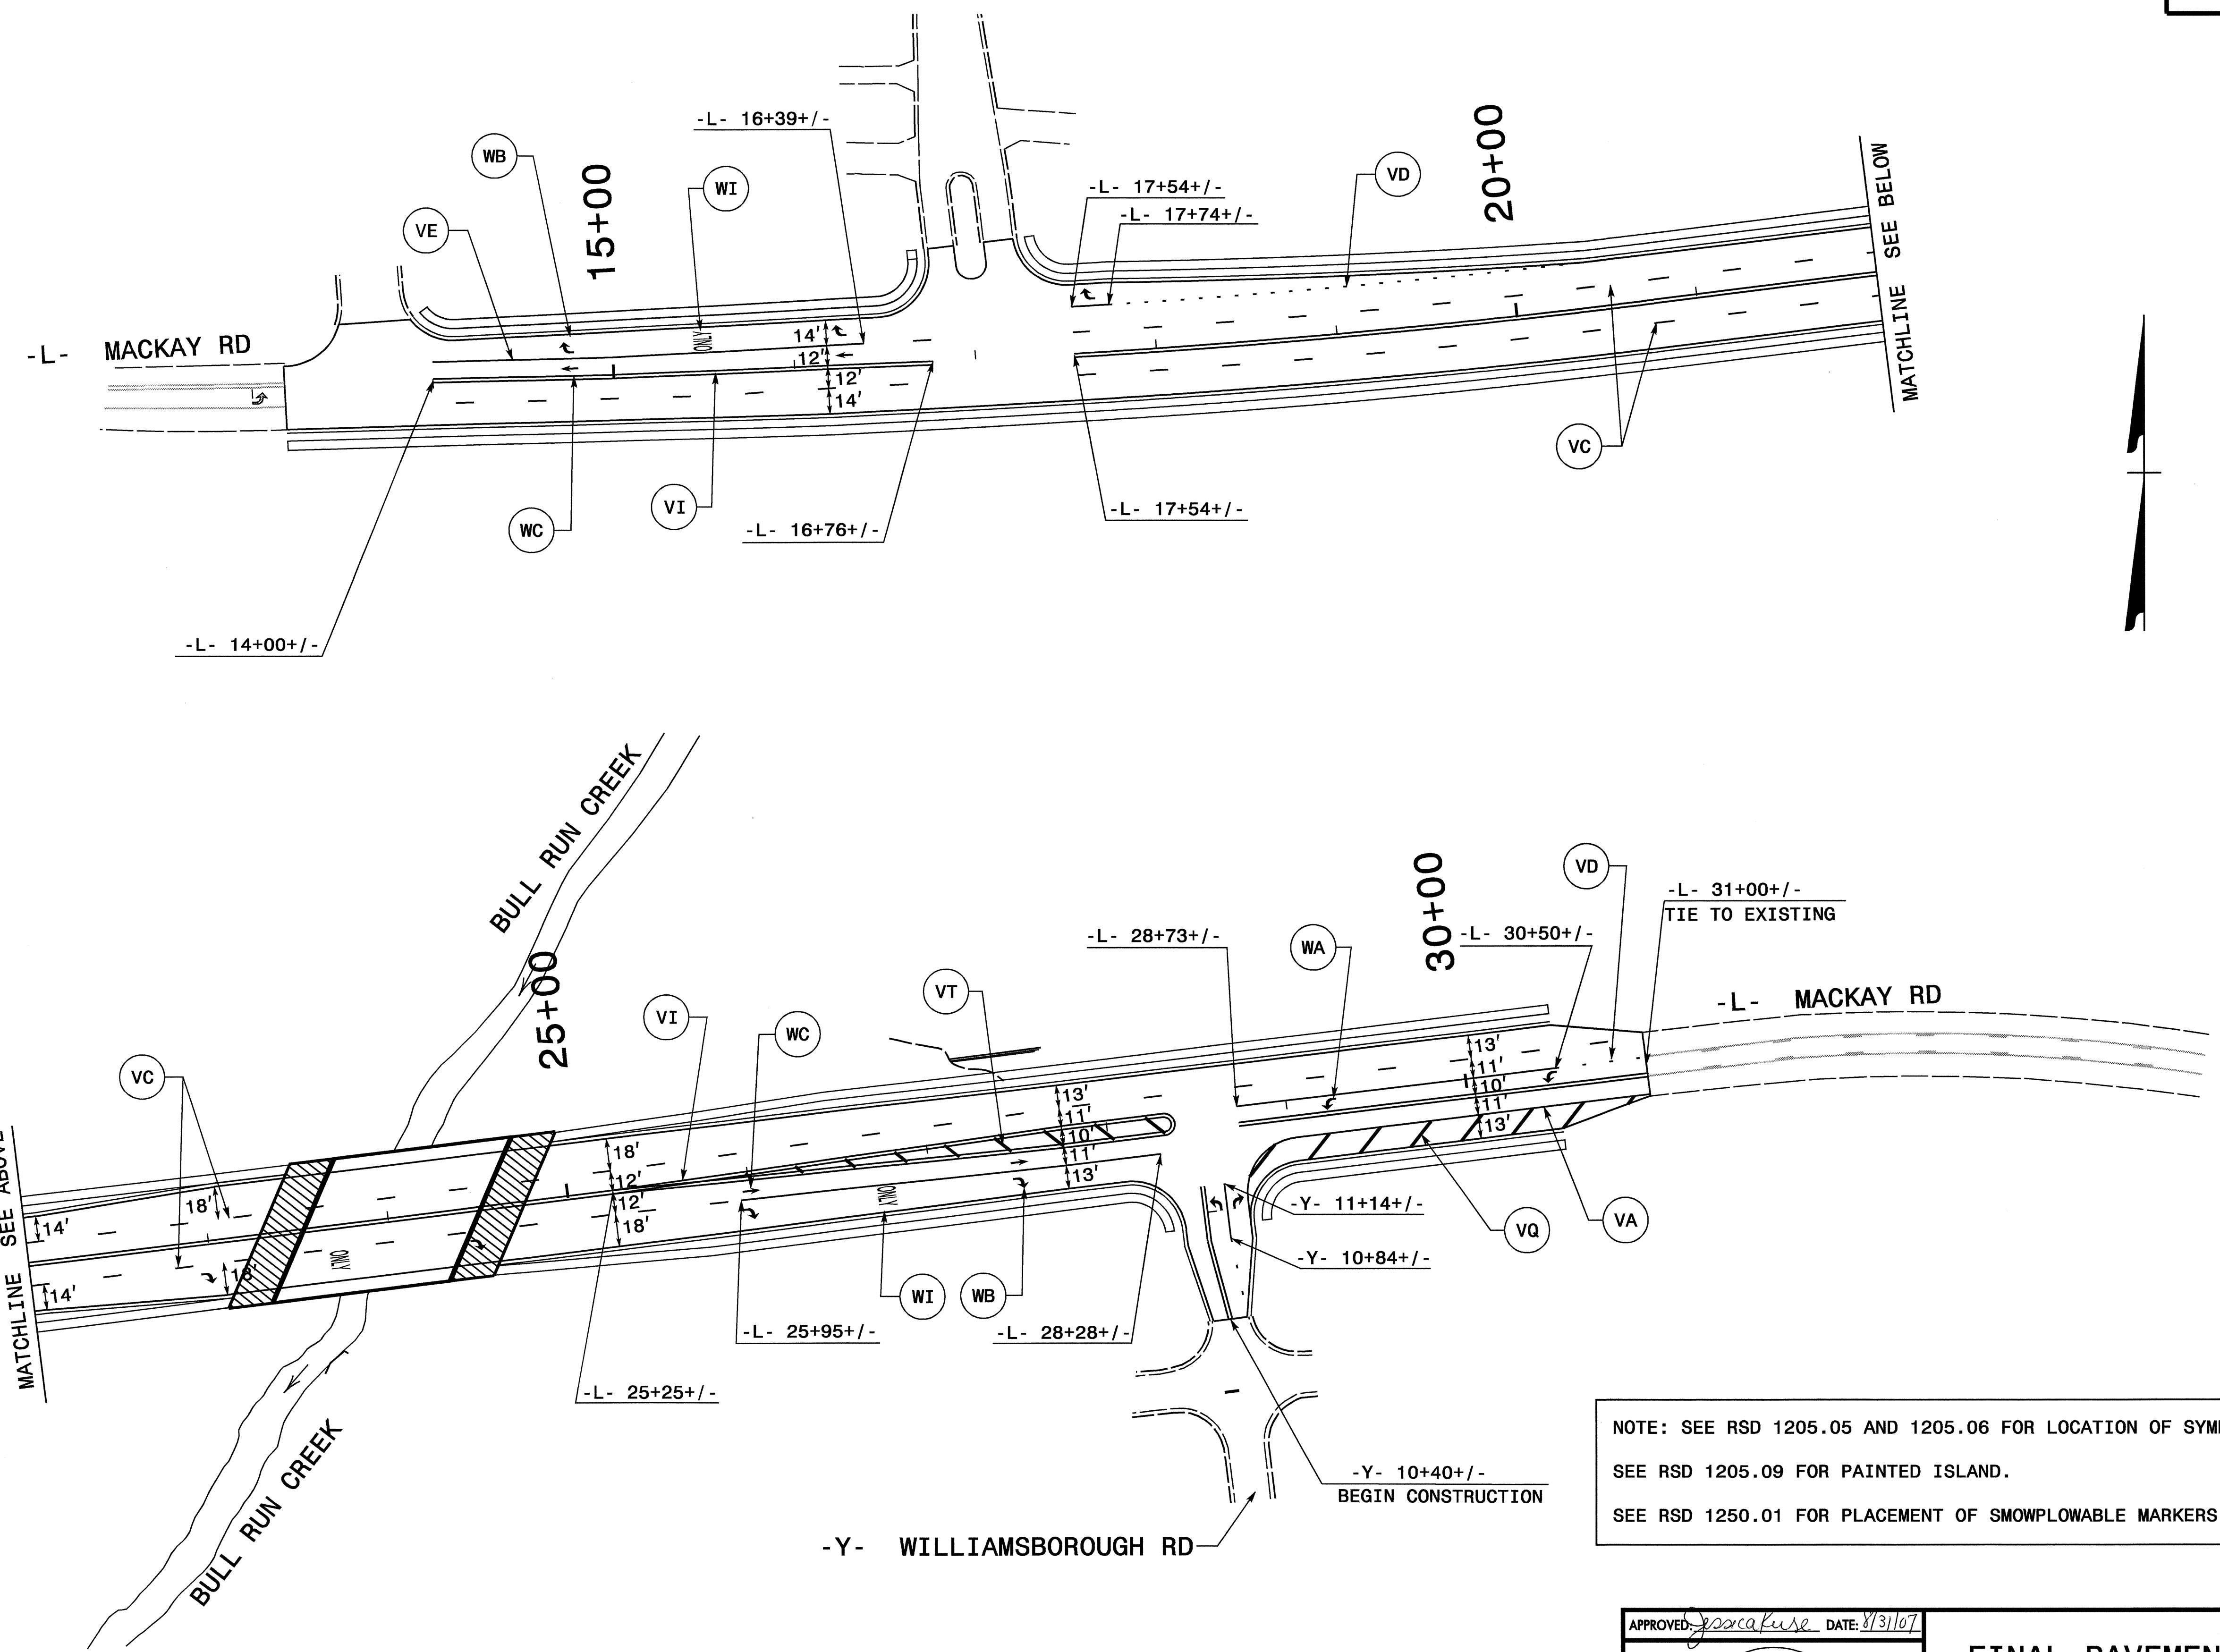 -L- 16+39+/-
WB
WI
15+00
20+00
VD
-L- 17+54+/-
-L- 17+74+/-
VE
MATCHLINE SEE BELOW
-L- MACKAY RD
ONLY
14'
12'
12'
14'
VC
WC
VI
-L- 16+76+/-
-L- 17+54+/-
-L- 14+00+/-
BULL RUN CREEK
25+00
30+00
VD
-L- 31+00+/-
TIE TO EXISTING
-L- 28+73+/-
WA
-L- 30+50+/-
VT
VI
WC
-L- MACKAY RD
VC
13'
11'
10'
11'
13'
13'
11'
10'
11'
13'
18'
12'
12'
18'
18'
14'
18'
14'
ONLY
ONLY
MATCHLINE SEE ABOVE
-Y- 11+14+/-
VQ
VA
-Y- 10+84+/-
WI
WB
-L- 25+95+/-
-L- 28+28+/-
-L- 25+25+/-
BULL RUN CREEK
-Y- 10+40+/-
BEGIN CONSTRUCTION
-Y- WILLIAMSBOROUGH RD
NOTE: SEE RSD 1205.05 AND 1205.06 FOR LOCATION OF SYM
SEE RSD 1205.09 FOR PAINTED ISLAND.
SEE RSD 1250.01 FOR PLACEMENT OF SMOWPLOWABLE MARKERS
APPROVED: Jessica Kuse DATE: 8/31/07
FINAL PAVEMEN